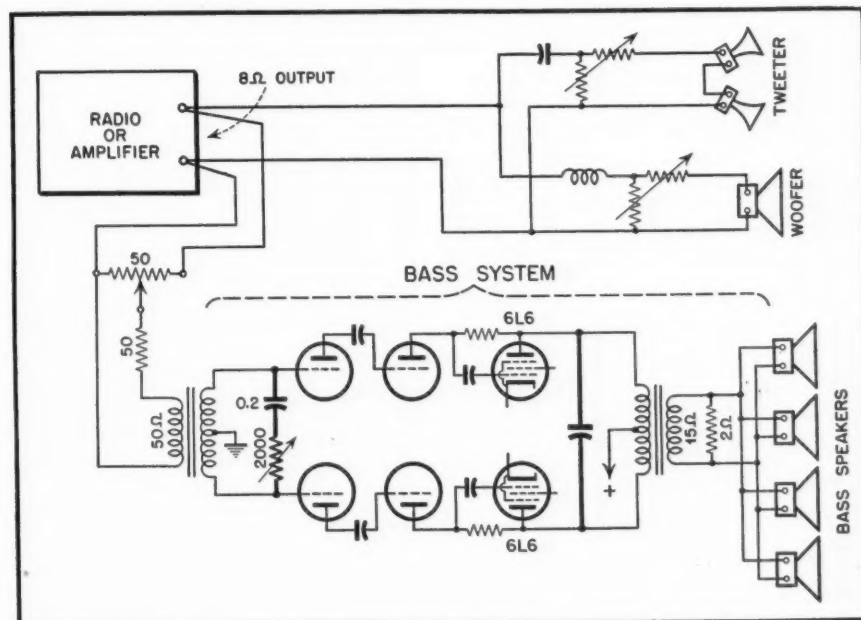 8Ω OUTPUT
RADIO
OR
AMPLIFIER
TWEETER
WOOFER
50
50
BASS SYSTEM
50Ω
0.2
2000
6L6
6L6
+
15Ω
2Ω
BASS SPEAKERS